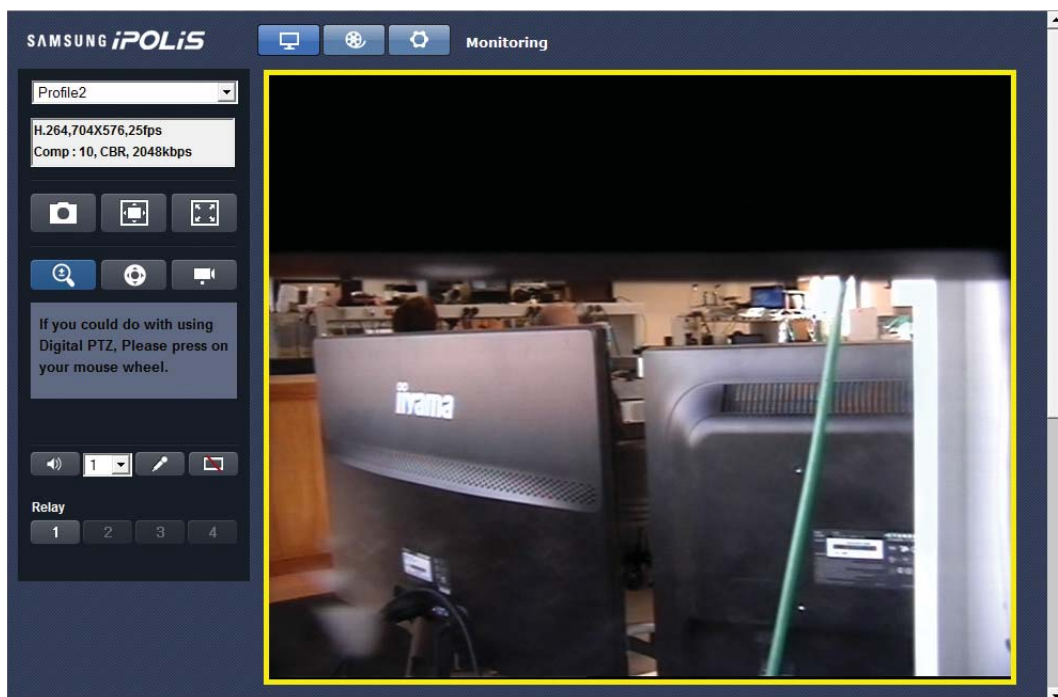 SAMSUNG iPOLiS
Monitoring
Profile2
H.264,704X576,25fps
Comp : 10, CBR, 2048kbps
If you could do with using
Digital PTZ, Please press on
your mouse wheel.
1
Relay
1 2 3 4
iiyama